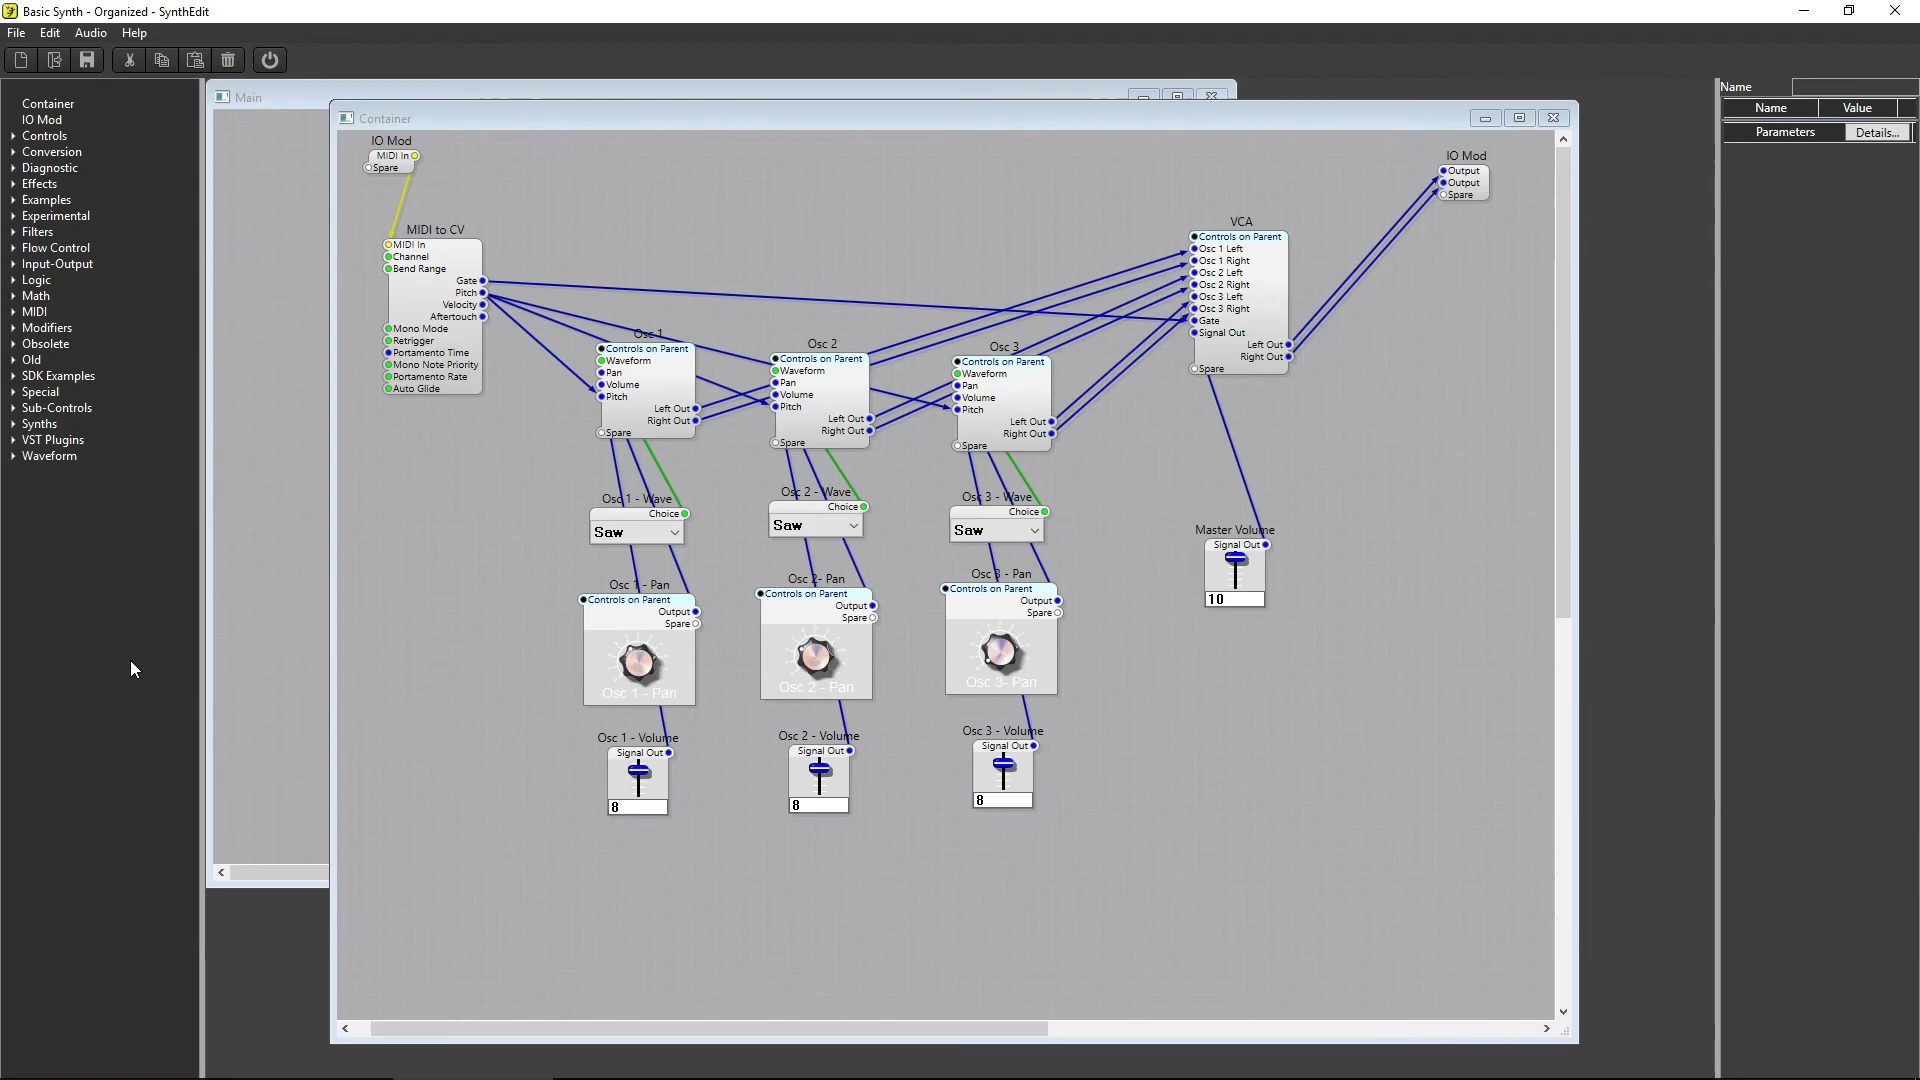 Basic Synth - Organized - SynthEdit
File Edit Audio Help
Container
IO Mod
Controls
Conversion
Diagnostic
Effects
Examples
Experimental
Filters
Flow Control
Input-Output
Logic
Math
MIDI
Modifiers
Obsolete
Old
SDK Examples
Special
Sub-Controls
Synths
VST Plugins
Waveform
Main
Container
IO Mod
MIDI In
Spare
MIDI to CV
MIDI In
Channel
Bend Range
Gate
Pitch
Velocity
Aftertouch
Mono Mode
Retrigger
Portamento Time
Mono Note Priority
Portamento Rate
Auto Glide
Osc 1
Controls on Parent
Waveform
Pan
Volume
Pitch
Left Out
Right Out
Spare
Osc 1 - Wave
Choice
Saw
Osc 1 - Pan
Controls on Parent
Output
Spare
Osc 1 - Pan
Osc 1 - Volume
Signal Out
8
Osc 2
Controls on Parent
Waveform
Pan
Volume
Pitch
Left Out
Right Out
Spare
Osc 2 - Wave
Choice
Saw
Osc 2- Pan
Controls on Parent
Output
Spare
Osc 2 - Pan
Osc 2 - Volume
Signal Out
8
Osc 3
Controls on Parent
Waveform
Pan
Volume
Pitch
Left Out
Right Out
Spare
Osc 3 - Wave
Choice
Saw
Osc 3 - Pan
Controls on Parent
Output
Spare
Osc 3- Pan
Osc 3 - Volume
Signal Out
8
VCA
Controls on Parent
Osc 1 Left
Osc 1 Right
Osc 2 Left
Osc 2 Right
Osc 3 Left
Osc 3 Right
Gate
Signal Out
Left Out
Right Out
Spare
Master Volume
Signal Out
10
IO Mod
Output
Output
Spare
Name
Name Value
Parameters Details...